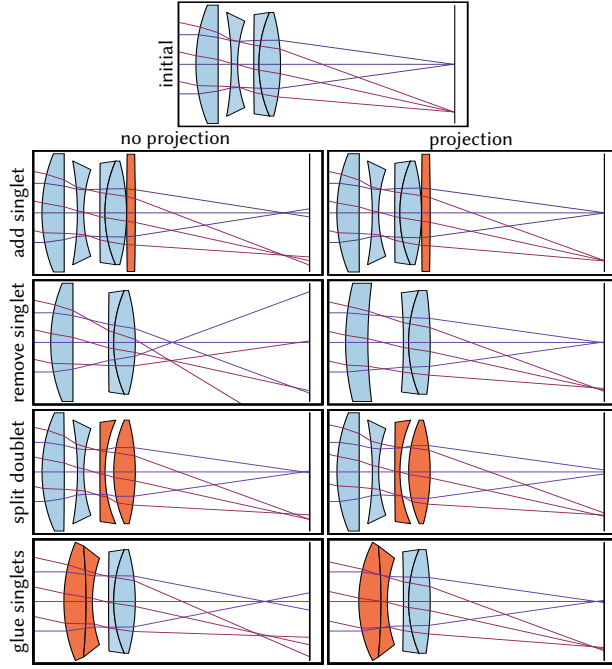 initial
no projection
projection
add singlet
remove singlet
split doublet
glue singlets